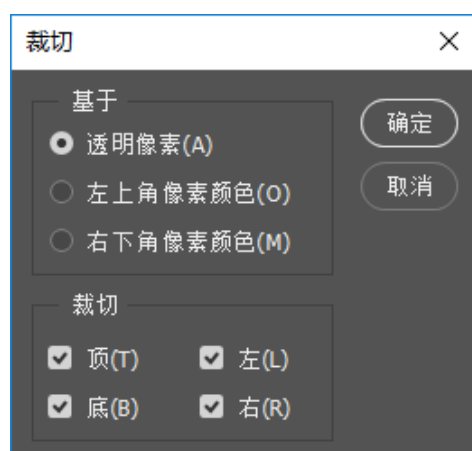 裁切
基于
透明像素(A)
左上角像素颜色(O)
右下角像素颜色(M)
确定
取消
裁切
顶(T) 左(L)
底(B) 右(R)